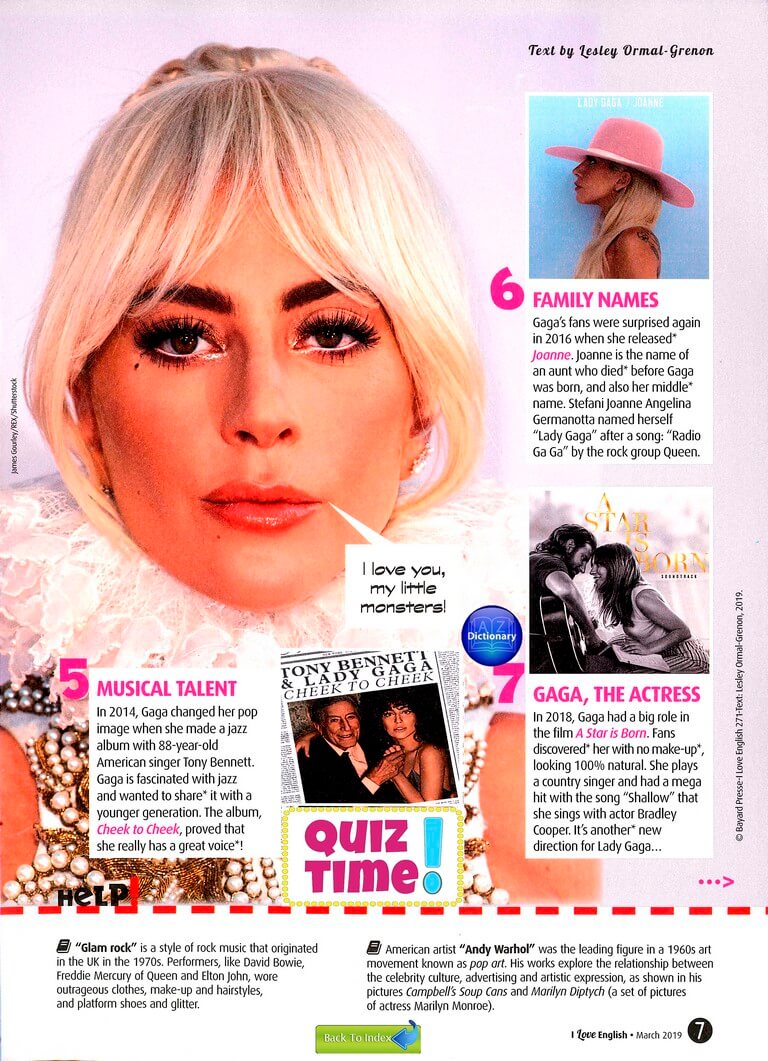 Text by Lesley Ormal-Grenon
LADY GAGA / JOANNE
6 FAMILY NAMES
Gaga's fans were surprised again
in 2016 when she released*
Joanne. Joanne is the name of
an aunt who died* before Gaga
was born, and also her middle*
name. Stefani Joanne Angelina
Germanotta named herself
"Lady Gaga" after a song: "Radio
Ga Ga" by the rock group Queen.
James Gourley/REX/Shutterstock
I love you,
my little
monsters!
A Z
Dictionary
5 MUSICAL TALENT
In 2014, Gaga changed her pop
image when she made a jazz
album with 88-year-old
American singer Tony Bennett.
Gaga is fascinated with jazz
and wanted to share* it with a
younger generation. The album,
Cheek to Cheek, proved that
she really has a great voice*!
TONY BENNETT
& LADY GAGA
CHEEK TO CHEEK
A
STAR
IS
BORN
SOUNDTRACK
7 GAGA, THE ACTRESS
In 2018, Gaga had a big role in
the film A Star is Born. Fans
discovered* her with no make-up*,
looking 100% natural. She plays
a country singer and had a mega
hit with the song "Shallow" that
she sings with actor Bradley
Cooper. It's another* new
direction for Lady Gaga...
© Bayard Presse-I Love English 271-Text: Lesley Ormal-Grenon, 2019.
QUIZ
TIME!
HELP!
"Glam rock" is a style of rock music that originated
in the UK in the 1970s. Performers, like David Bowie,
Freddie Mercury of Queen and Elton John, wore
outrageous clothes, make-up and hairstyles,
and platform shoes and glitter.
American artist "Andy Warhol" was the leading figure in a 1960s art
movement known as pop art. His works explore the relationship between
the celebrity culture, advertising and artistic expression, as shown in his
pictures Campbell's Soup Cans and Marilyn Diptych (a set of pictures
of actress Marilyn Monroe).
Back To Index
I Love English • March 2019 7